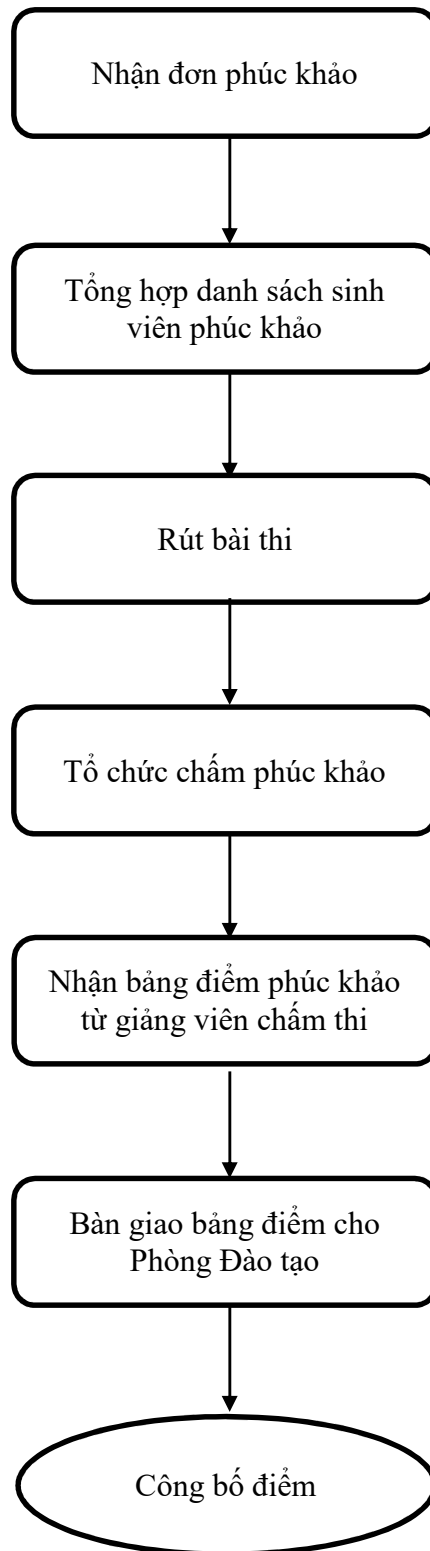 Nhận đơn phúc khảo
Tổng hợp danh sách sinh
viên phúc khảo
Rút bài thi
Tổ chức chấm phúc khảo
Nhận bảng điểm phúc khảo
từ giảng viên chấm thi
Bàn giao bảng điểm cho
Phòng Đào tạo
Công bố điểm